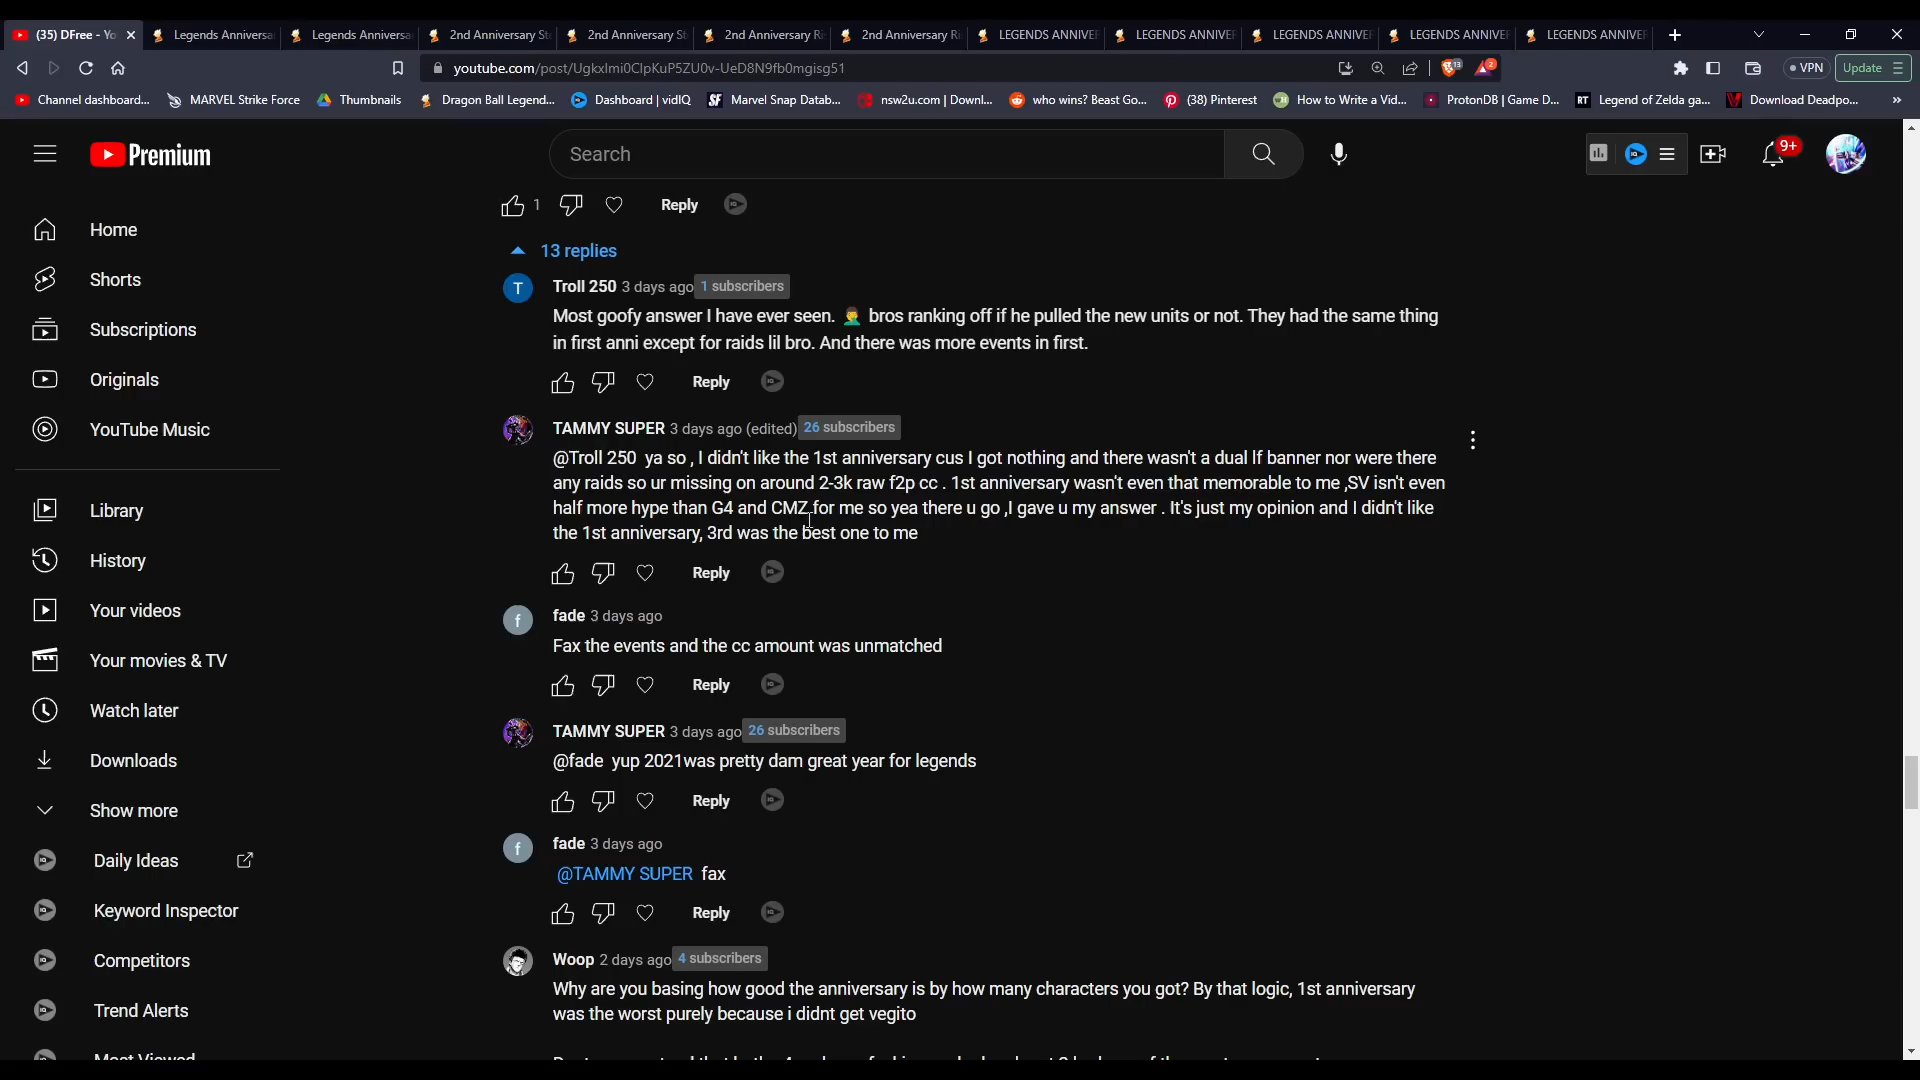 (35) DFree - Yo
Legends Anniversa
Legends Anniversa
2nd Anniversary St
2nd Anniversary St
2nd Anniversary Ri
2nd Anniversary Ri
LEGENDS ANNIVER
LEGENDS ANNIVER
LEGENDS ANNIVER
LEGENDS ANNIVER
LEGENDS ANNIVER
youtube.com/post/UgkxImi0CIpKuP5ZU0v-UeD8N9fb0mgisg51
13
2
VPN
Update
Channel dashboard...
MARVEL Strike Force
Thumbnails
Dragon Ball Legend...
Dashboard | vidIQ
SF
Marvel Snap Datab...
nsw2u.com | Downl...
who wins? Beast Go...
(38) Pinterest
How to Write a Vid...
ProtonDB | Game D...
RT
Legend of Zelda ga...
Download Deadpo...
»
Premium
Search
9+
1
Reply
Home
13 replies
Shorts
T
Troll 250 3 days ago 1 subscribers
Most goofy answer I have ever seen. 🤦‍♂️ bros ranking off if he pulled the new units or not. They had the same thing
in first anni except for raids lil bro. And there was more events in first.
Subscriptions
Originals
Reply
YouTube Music
TAMMY SUPER 3 days ago (edited) 26 subscribers
@Troll 250 ya so , I didn't like the 1st anniversary cus I got nothing and there wasn't a dual lf banner nor were there
any raids so ur missing on around 2-3k raw f2p cc . 1st anniversary wasn't even that memorable to me ,SV isn't even
half more hype than G4 and CMZ for me so yea there u go ,I gave u my answer . It's just my opinion and I didn't like
the 1st anniversary, 3rd was the best one to me
Library
History
Reply
Your videos
f
fade 3 days ago
Fax the events and the cc amount was unmatched
Your movies & TV
Reply
Watch later
TAMMY SUPER 3 days ago 26 subscribers
@fade yup 2021was pretty dam great year for legends
Downloads
Reply
Show more
f
fade 3 days ago
@TAMMY SUPER fax
Daily Ideas
Keyword Inspector
Reply
Competitors
Woop 2 days ago 4 subscribers
Why are you basing how good the anniversary is by how many characters you got? By that logic, 1st anniversary
was the worst purely because i didnt get vegito
Trend Alerts
Most Viewed